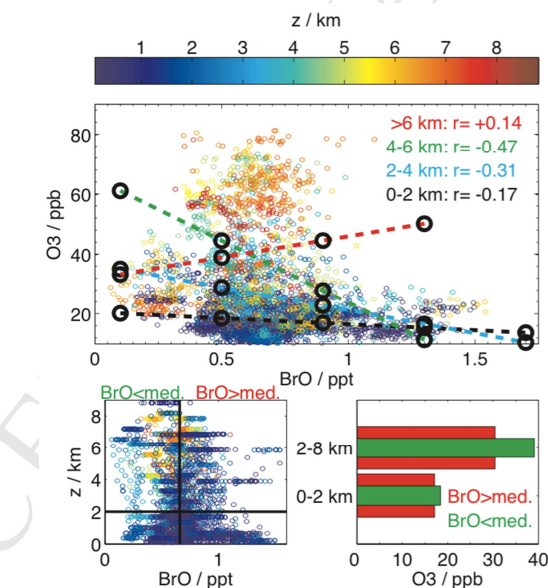 z / km
1 2 3 4 5 6 7 8
>6 km: r= +0.14
4-6 km: r= -0.47
2-4 km: r= -0.31
0-2 km: r= -0.17
80
60
40
20
O3 / ppb
0 0.5 1 1.5
BrO / ppt
BrO<med. BrO>med.
8
6
4
2
0
z / km
0 1
BrO / ppt
2-8 km
0-2 km
BrO>med.
BrO<med.
0 10 20 30 40
O3 / ppb